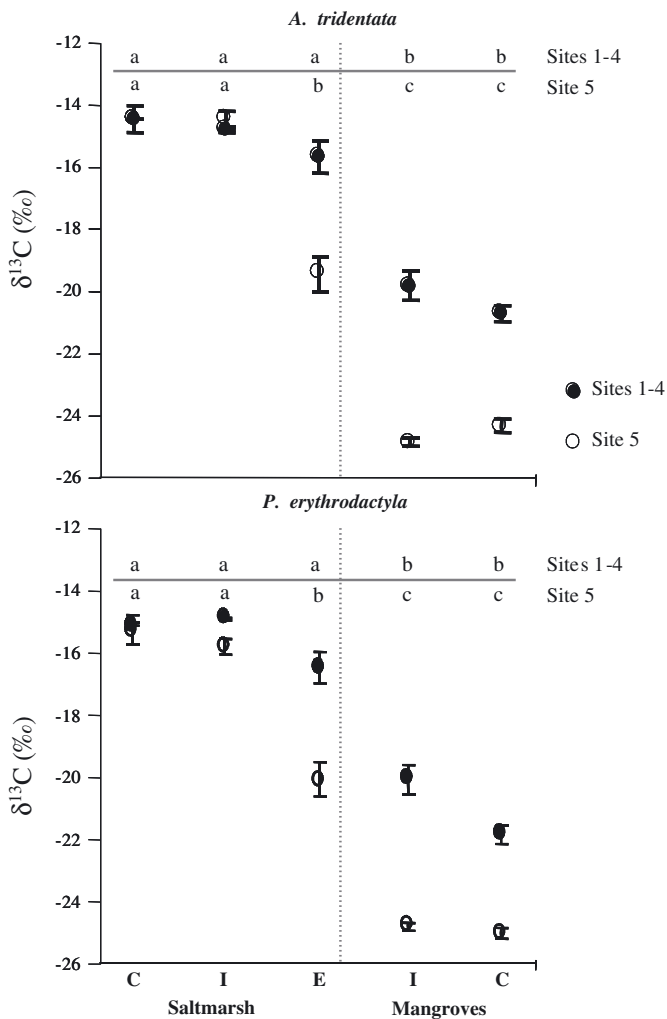 A. tridentata
-12
a a a b b Sites 1-4
a a b c c Site 5
-14
-16
-18
δ13C (‰)
-20
-22
-24
-26
Sites 1-4
Site 5
P. erythrodactyla
-12
a a a b b Sites 1-4
a a b c c Site 5
-14
-16
-18
δ13C (‰)
-20
-22
-24
-26
C I E I C
Saltmarsh Mangroves